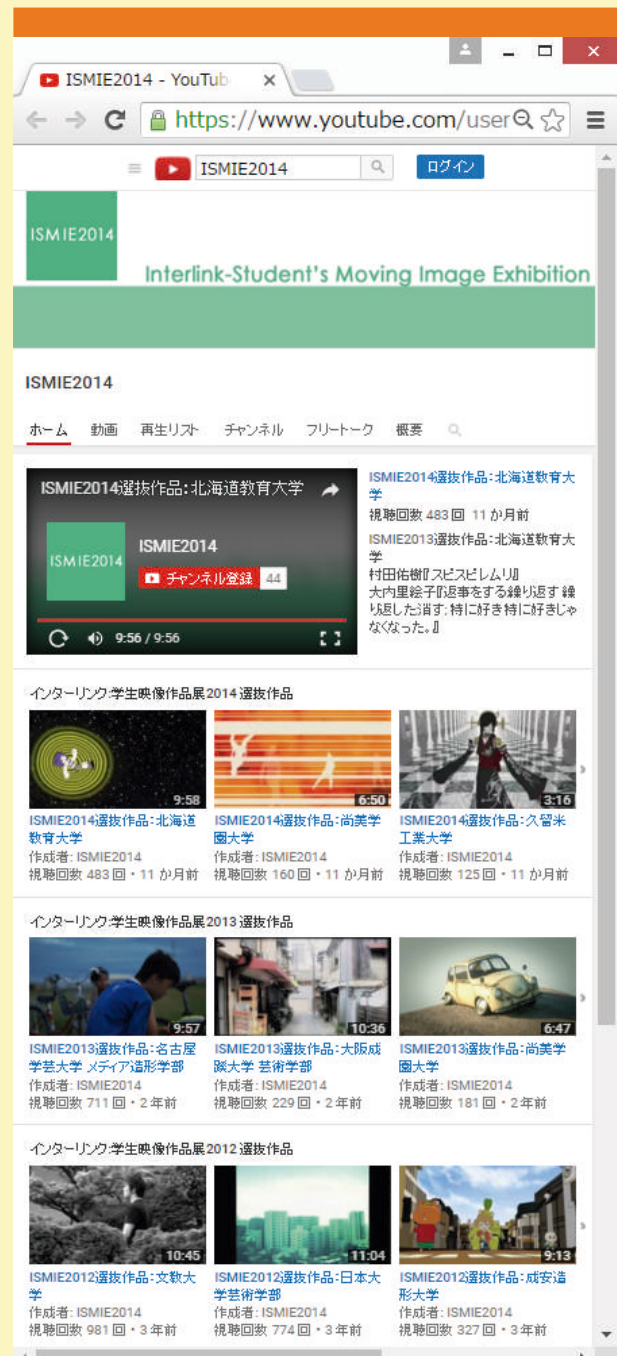 ISMIE2014 - YouTub
https://www.youtube.com/user
ISMIE2014
ログイン
ISMIE2014
Interlink-Student's Moving Image Exhibition
ISMIE2014
ホーム 動画 再生リスト チャンネル フリートーク 概要
ISMIE2014選抜作品：北海道教育大学
ISMIE2014
ISMIE2014
チャンネル登録 44
9:56 / 9:56
ISMIE2014選抜作品：北海道教育大
学
視聴回数 483 回 11 か月前
ISMIE2013選抜作品：北海道教育大
学
村田佑樹『スピスピレムリ』
大内里絵子『返事をする繰り返す 繰
り返した消す：特に好き特に好きじゃ
なくなった。』
インターリンク:学生映像作品展2014 選抜作品
9:58
6:50
3:16
ISMIE2014選抜作品：北海道
教育大学
作成者: ISMIE2014
視聴回数 483 回・11 か月前
ISMIE2014選抜作品：尚美学
園大学
作成者: ISMIE2014
視聴回数 160 回・11 か月前
ISMIE2014選抜作品：久留米
工業大学
作成者: ISMIE2014
視聴回数 125 回・11 か月前
インターリンク:学生映像作品展2013 選抜作品
9:57
10:36
6:47
ISMIE2013選抜作品：名古屋
学芸大学 メディア造形学部
作成者: ISMIE2014
視聴回数 711 回・2 年前
ISMIE2013選抜作品：大阪成
蹊大学 芸術学部
作成者: ISMIE2014
視聴回数 229 回・2 年前
ISMIE2013選抜作品：尚美学
園大学
作成者: ISMIE2014
視聴回数 181 回・2 年前
インターリンク:学生映像作品展2012 選抜作品
10:45
11:04
9:13
ISMIE2012選抜作品：文教大
学
作成者: ISMIE2014
視聴回数 981 回・3 年前
ISMIE2012選抜作品：日本大
学芸術学部
作成者: ISMIE2014
視聴回数 774 回・3 年前
ISMIE2012選抜作品：成安造
形大学
作成者: ISMIE2014
視聴回数 327 回・3 年前